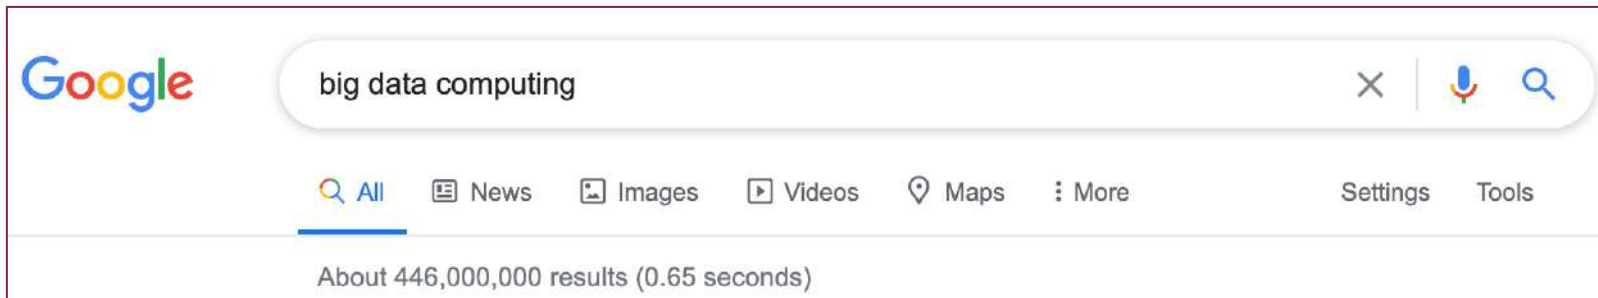 Google
big data computing
All News Images Videos Maps More Settings Tools
About 446,000,000 results (0.65 seconds)